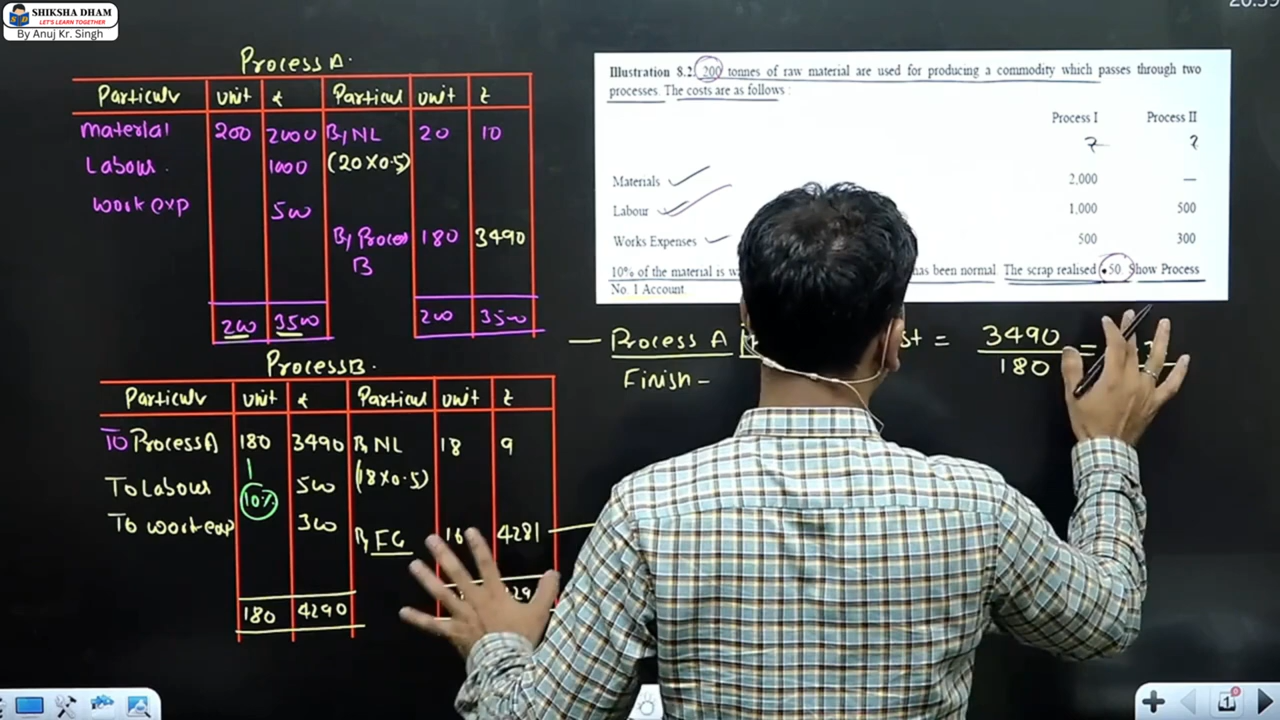 SHIKSHA DHAM
LET'S LEARN TOGETHER
By Anuj Kr. Singh
Process A.
Particular unit ₹ Particul unit ₹
Material 200 2000 By NL 20 10
Labour. 1000 (20 X 0.5)
work exp 500
By Process B 180 3490
200 3500 200 3500
Process B.
Particular unit ₹ Particul unit ₹
To Process A 180 3490 By NL 18 9
To Labour 10% 500 (18 X 0.5)
To work exp 300
By FG 4281
180 4290
Illustration 8.2. 200 tonnes of raw material are used for producing a commodity which passes through two
processes. The costs are as follows :
Process I Process II
₹ ₹
Materials 2,000 —
Labour 1,000 500
Works Expenses 500 300
10% of the material is has been normal The scrap realised .50. Show Process
No. 1 Account
— Process A = 3490 / 180 =
Finish -
1